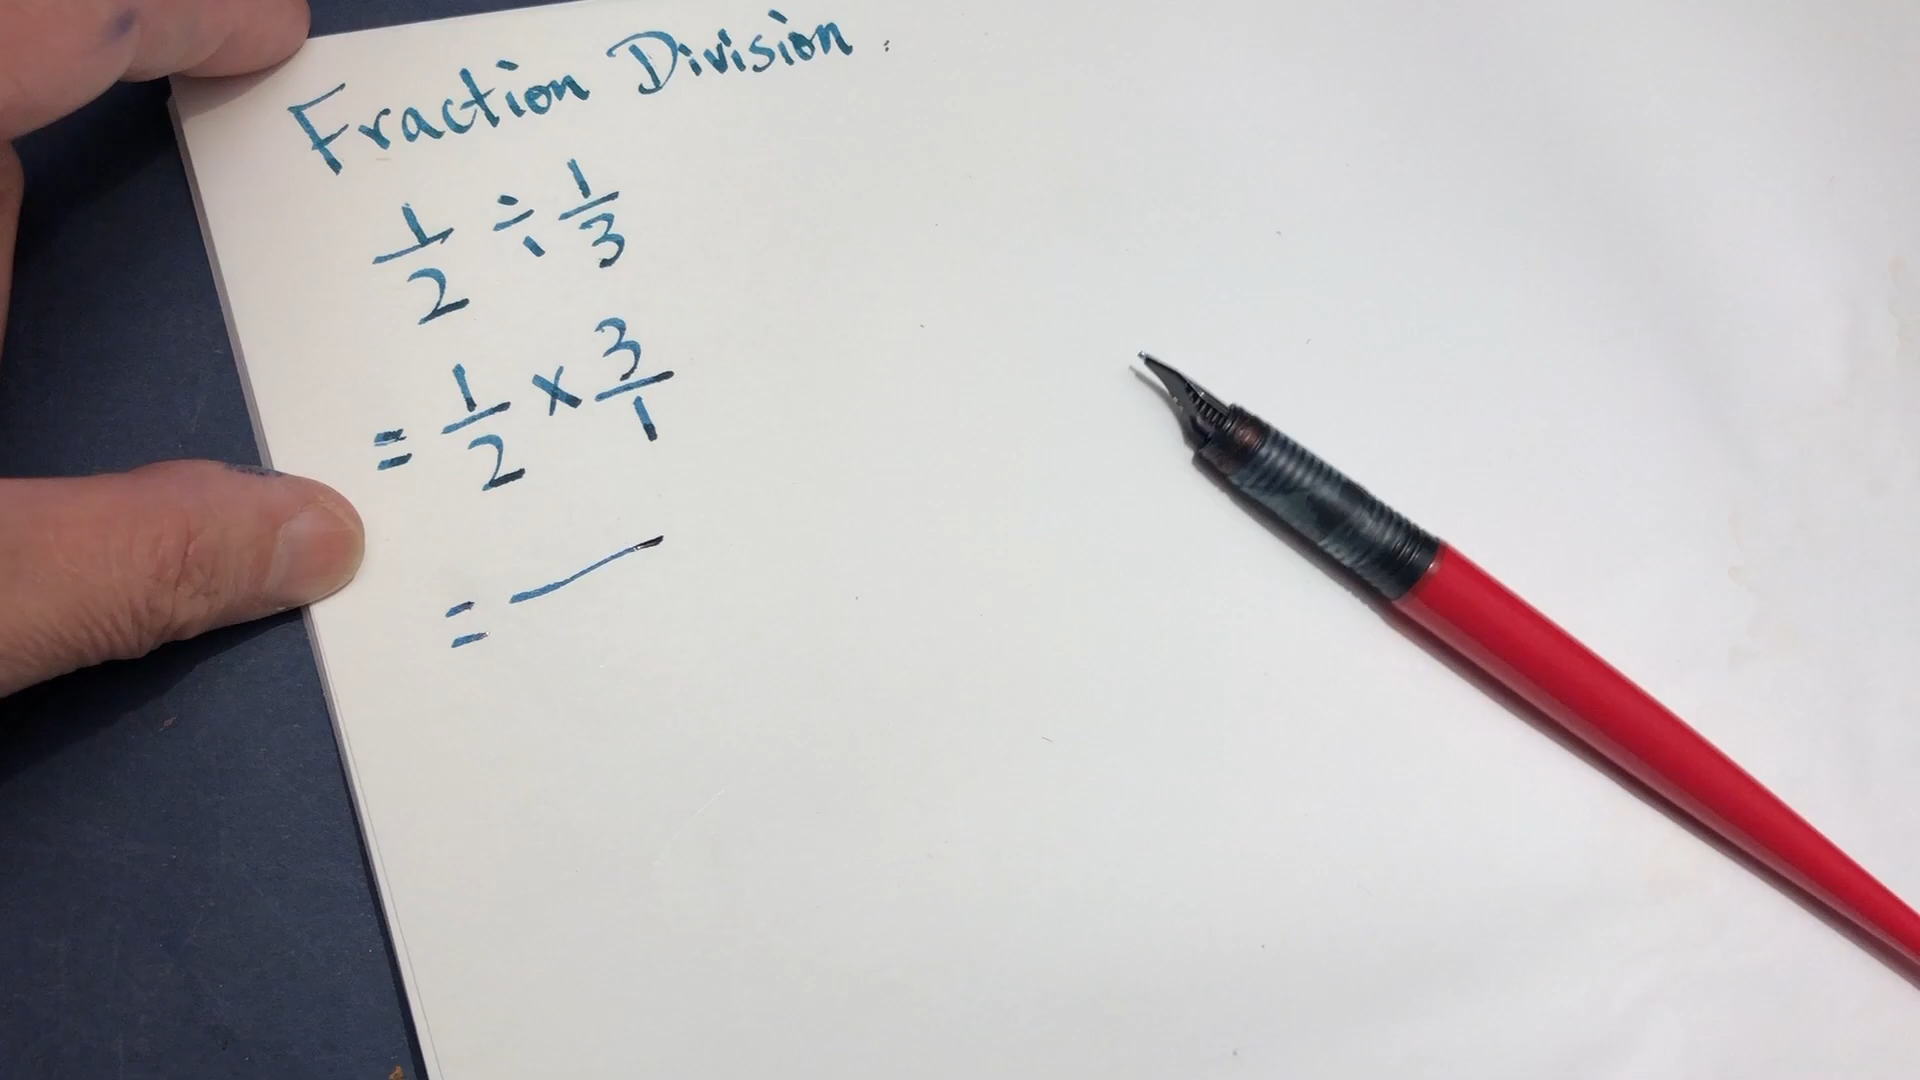 Fraction Division
1/2 ÷ 1/3
= 1/2 × 3/1
=